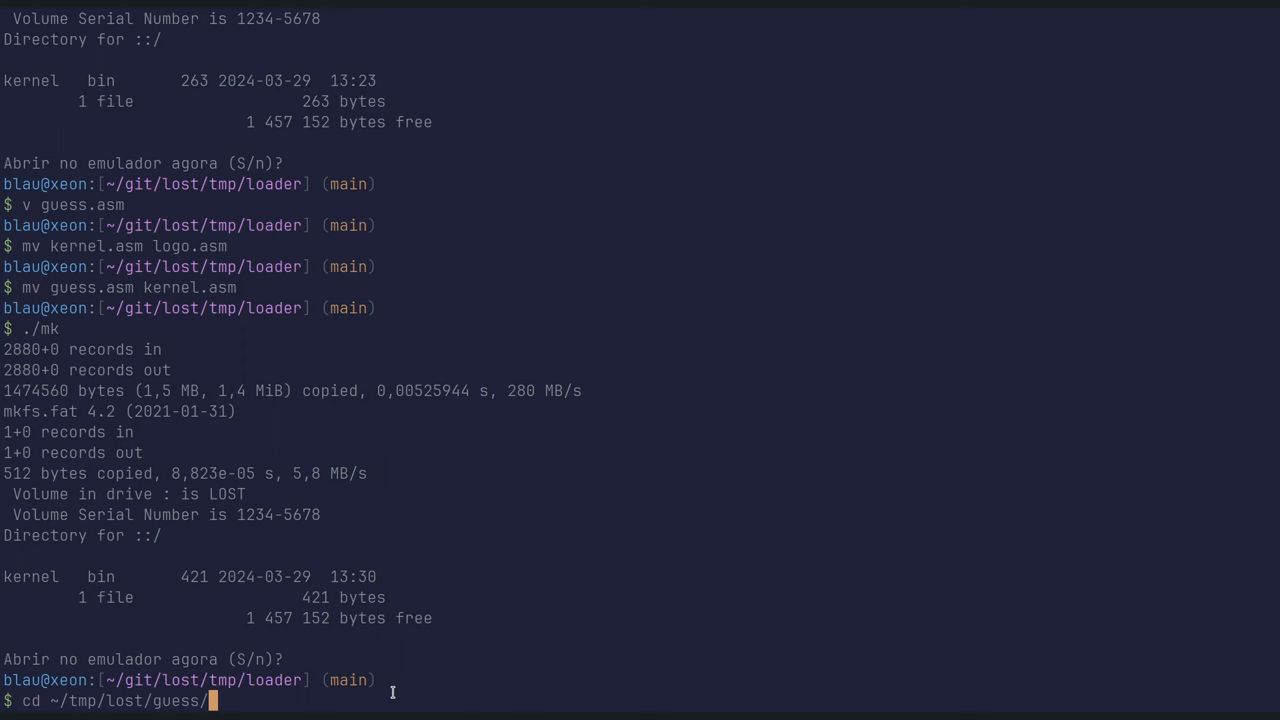 Volume Serial Number is 1234-5678
Directory for ::/
kernel   bin       263 2024-03-29  13:23
        1 file                  263 bytes
                          1 457 152 bytes free
Abrir no emulador agora (S/n)?
blau@xeon:[~/git/lost/tmp/loader] (main)
$ v guess.asm
blau@xeon:[~/git/lost/tmp/loader] (main)
$ mv kernel.asm logo.asm
blau@xeon:[~/git/lost/tmp/loader] (main)
$ mv guess.asm kernel.asm
blau@xeon:[~/git/lost/tmp/loader] (main)
$ ./mk
2880+0 records in
2880+0 records out
1474560 bytes (1,5 MB, 1,4 MiB) copied, 0,00525944 s, 280 MB/s
mkfs.fat 4.2 (2021-01-31)
1+0 records in
1+0 records out
512 bytes copied, 8,823e-05 s, 5,8 MB/s
 Volume in drive : is LOST
 Volume Serial Number is 1234-5678
Directory for ::/
kernel   bin       421 2024-03-29  13:30
        1 file                  421 bytes
                          1 457 152 bytes free
Abrir no emulador agora (S/n)?
blau@xeon:[~/git/lost/tmp/loader] (main)
$ cd ~/tmp/lost/guess/